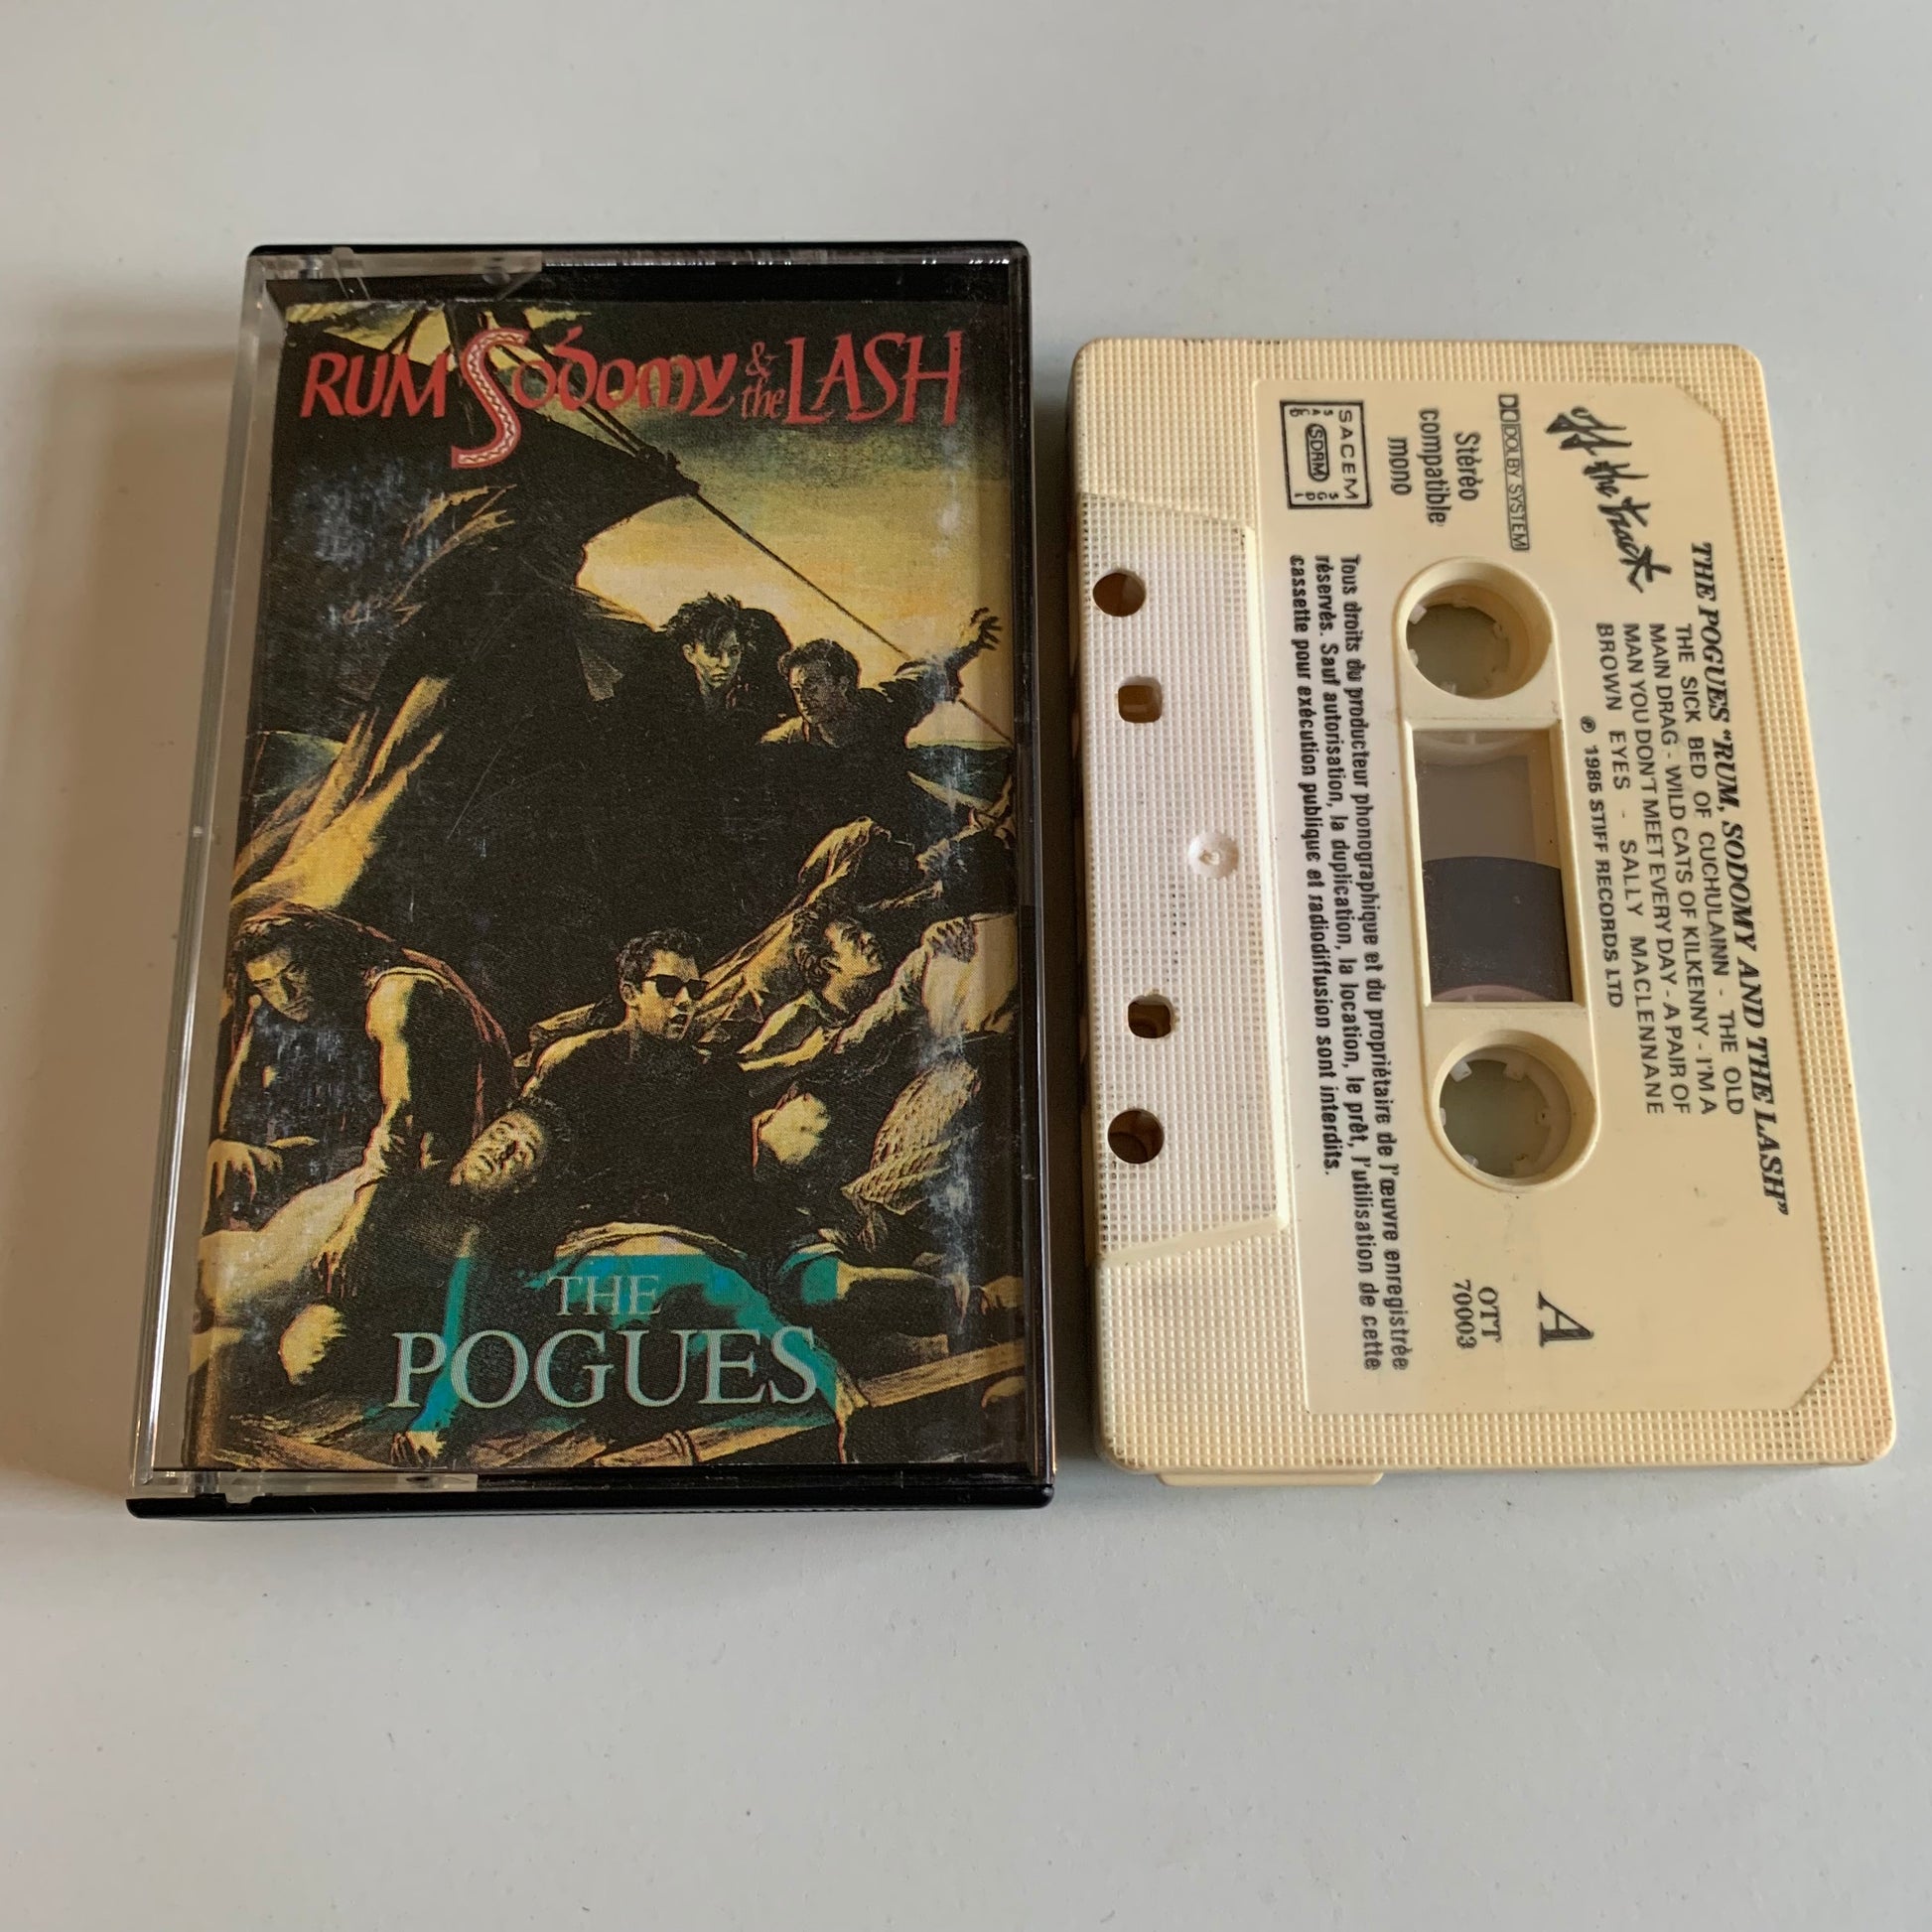 RUM Sodomy & the LASH
THE
POGUES
THE POGUES "RUM, SODOMY AND THE LASH"
THE SICK BED OF CUCHULAINN - THE OLD
MAIN DRAG - WILD CATS OF KILKENNY - I'M A
MAN YOU DON'T MEET EVERY DAY - A PAIR OF
BROWN EYES - SALLY MACLENNANE
℗ 1985 STIFF RECORDS LTD
off the track
DOLBY SYSTEM
Stéréo
compatible
mono
SACEM
SDRM
A
OTT
70003
Tous droits du producteur phonographique et du propriétaire de l'œuvre enregistrée
réservés. Sauf autorisation, la duplication, la location, le prêt, l'utilisation de cette
cassette pour exécution publique et radiodiffusion sont interdits.